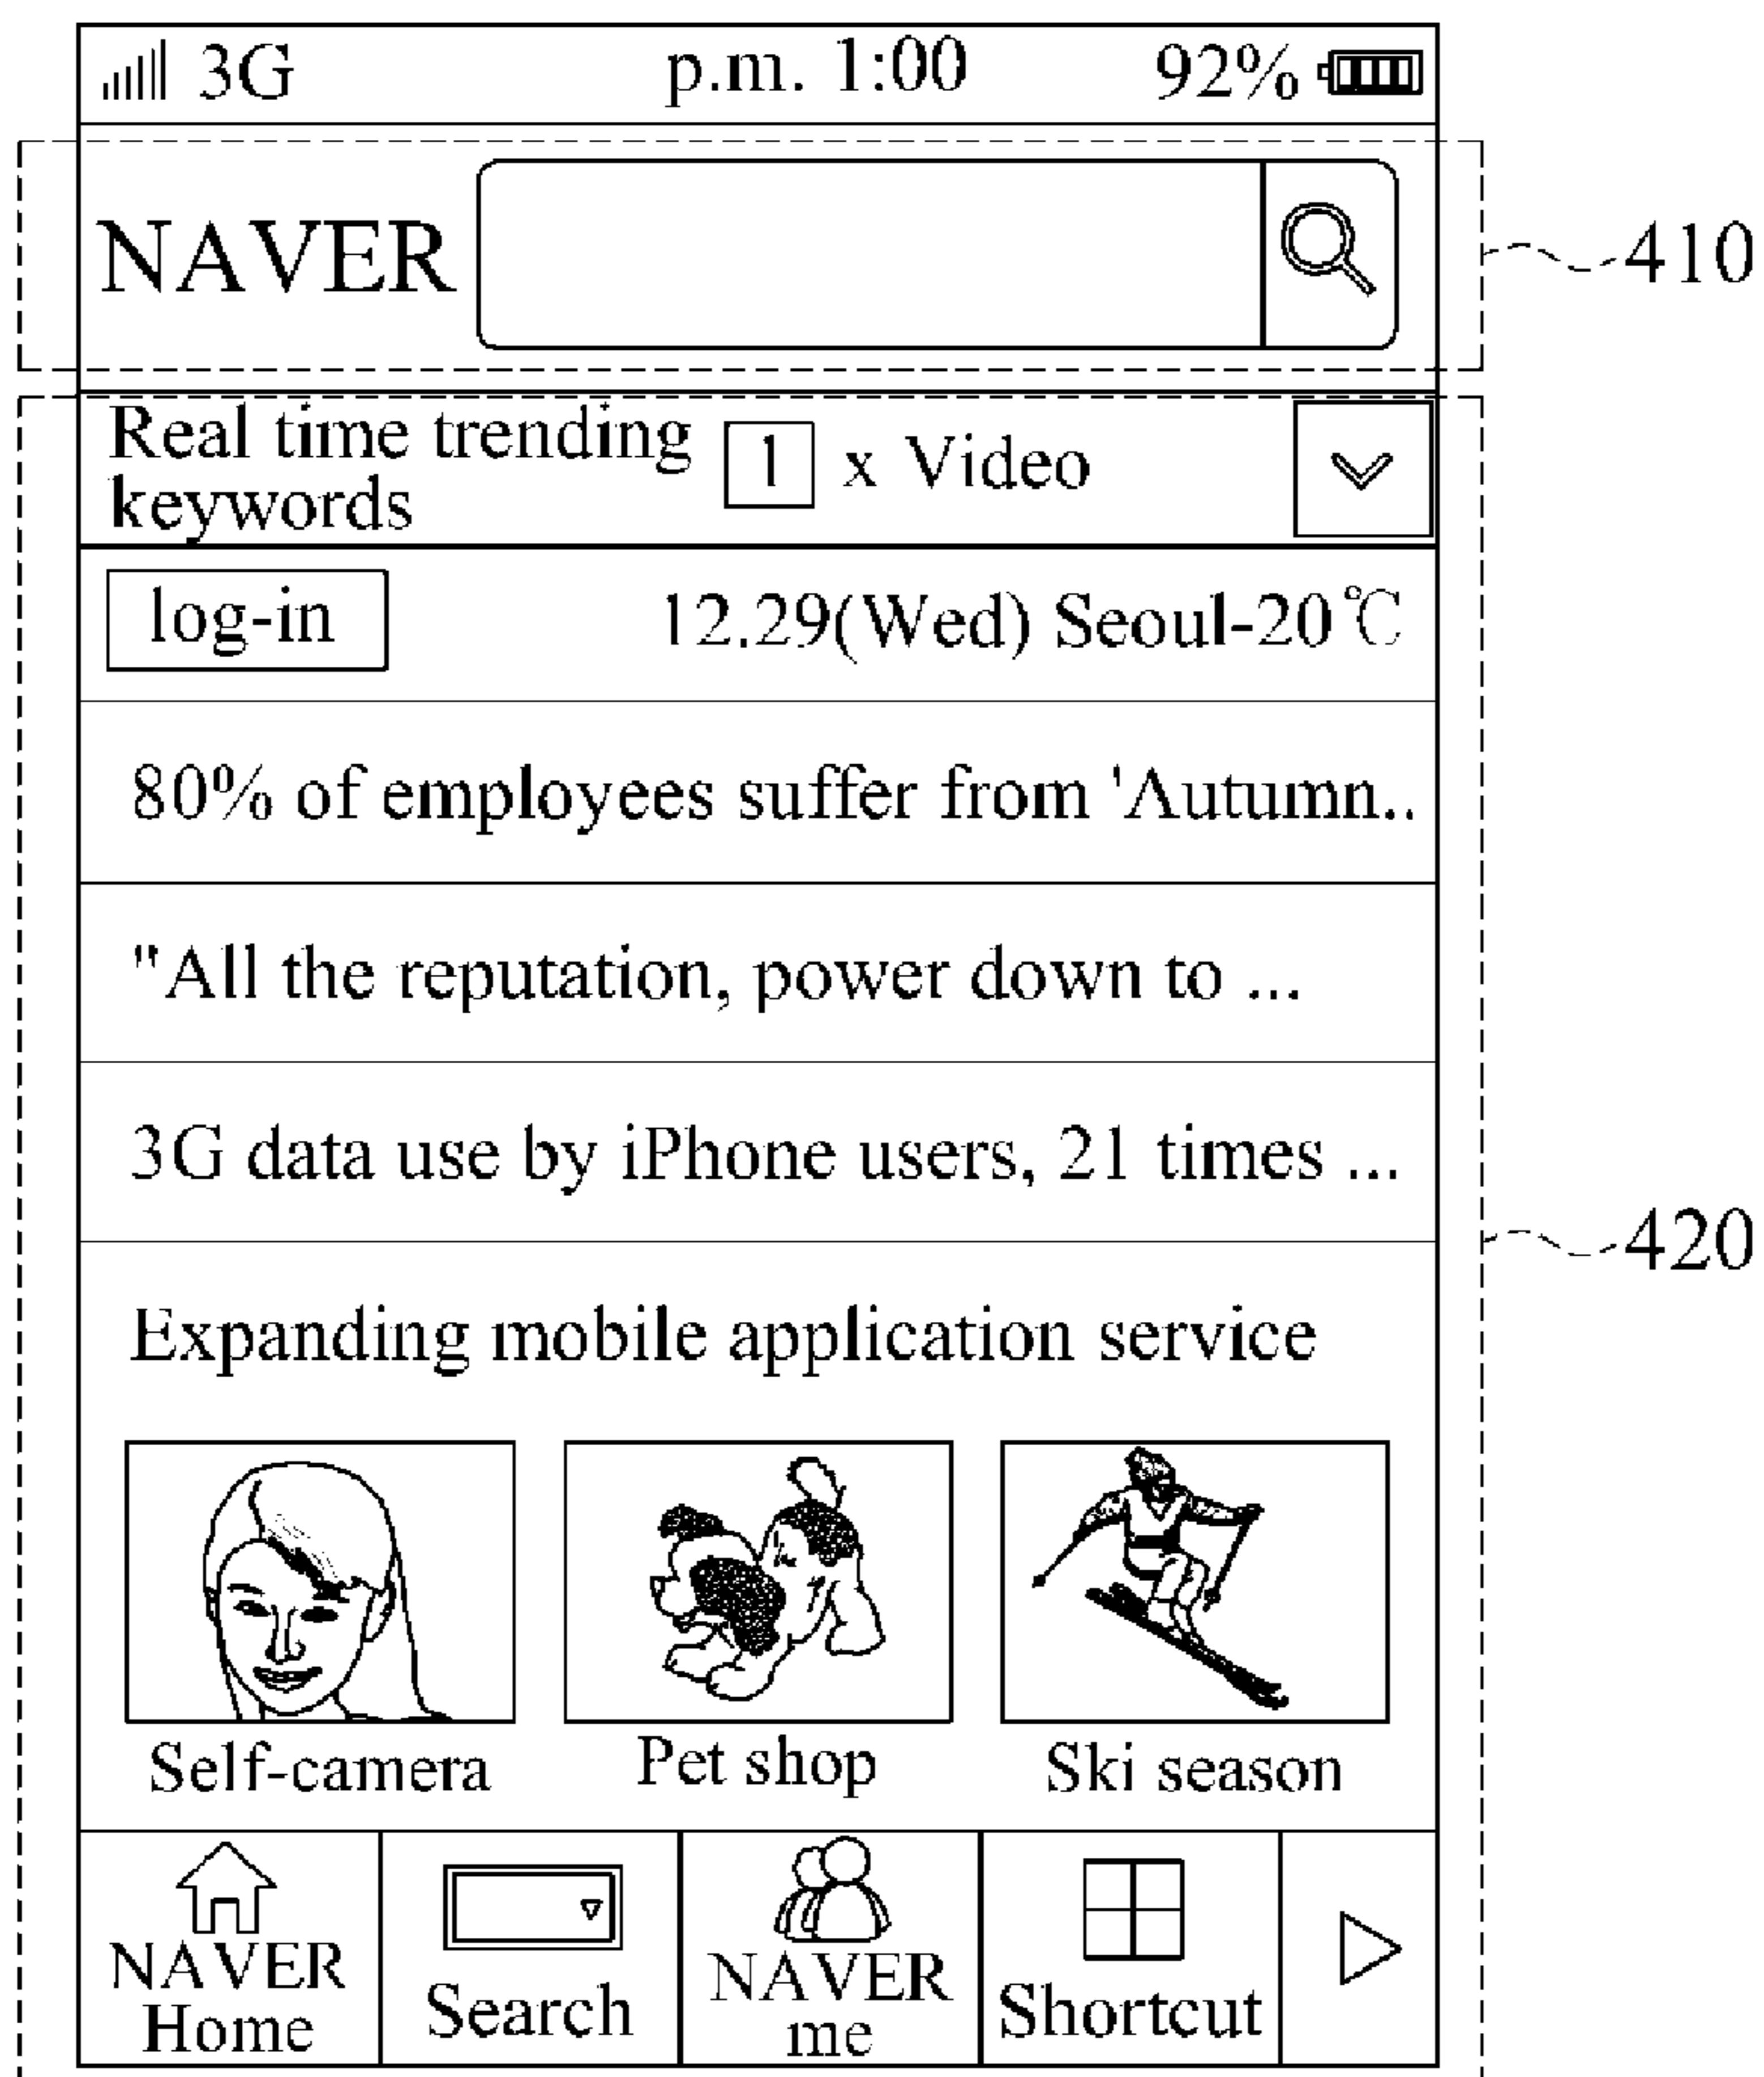 3G p.m. 1:00 92%
NAVER
410
Real time trending
keywords
1 x Video
log-in 12.29(Wed) Seoul-20℃
80% of employees suffer from 'Autumn..
"All the reputation, power down to ...
3G data use by iPhone users, 21 times ...
420
Expanding mobile application service
Self-camera Pet shop Ski season
NAVER
Home
Search
NAVER
me
Shortcut